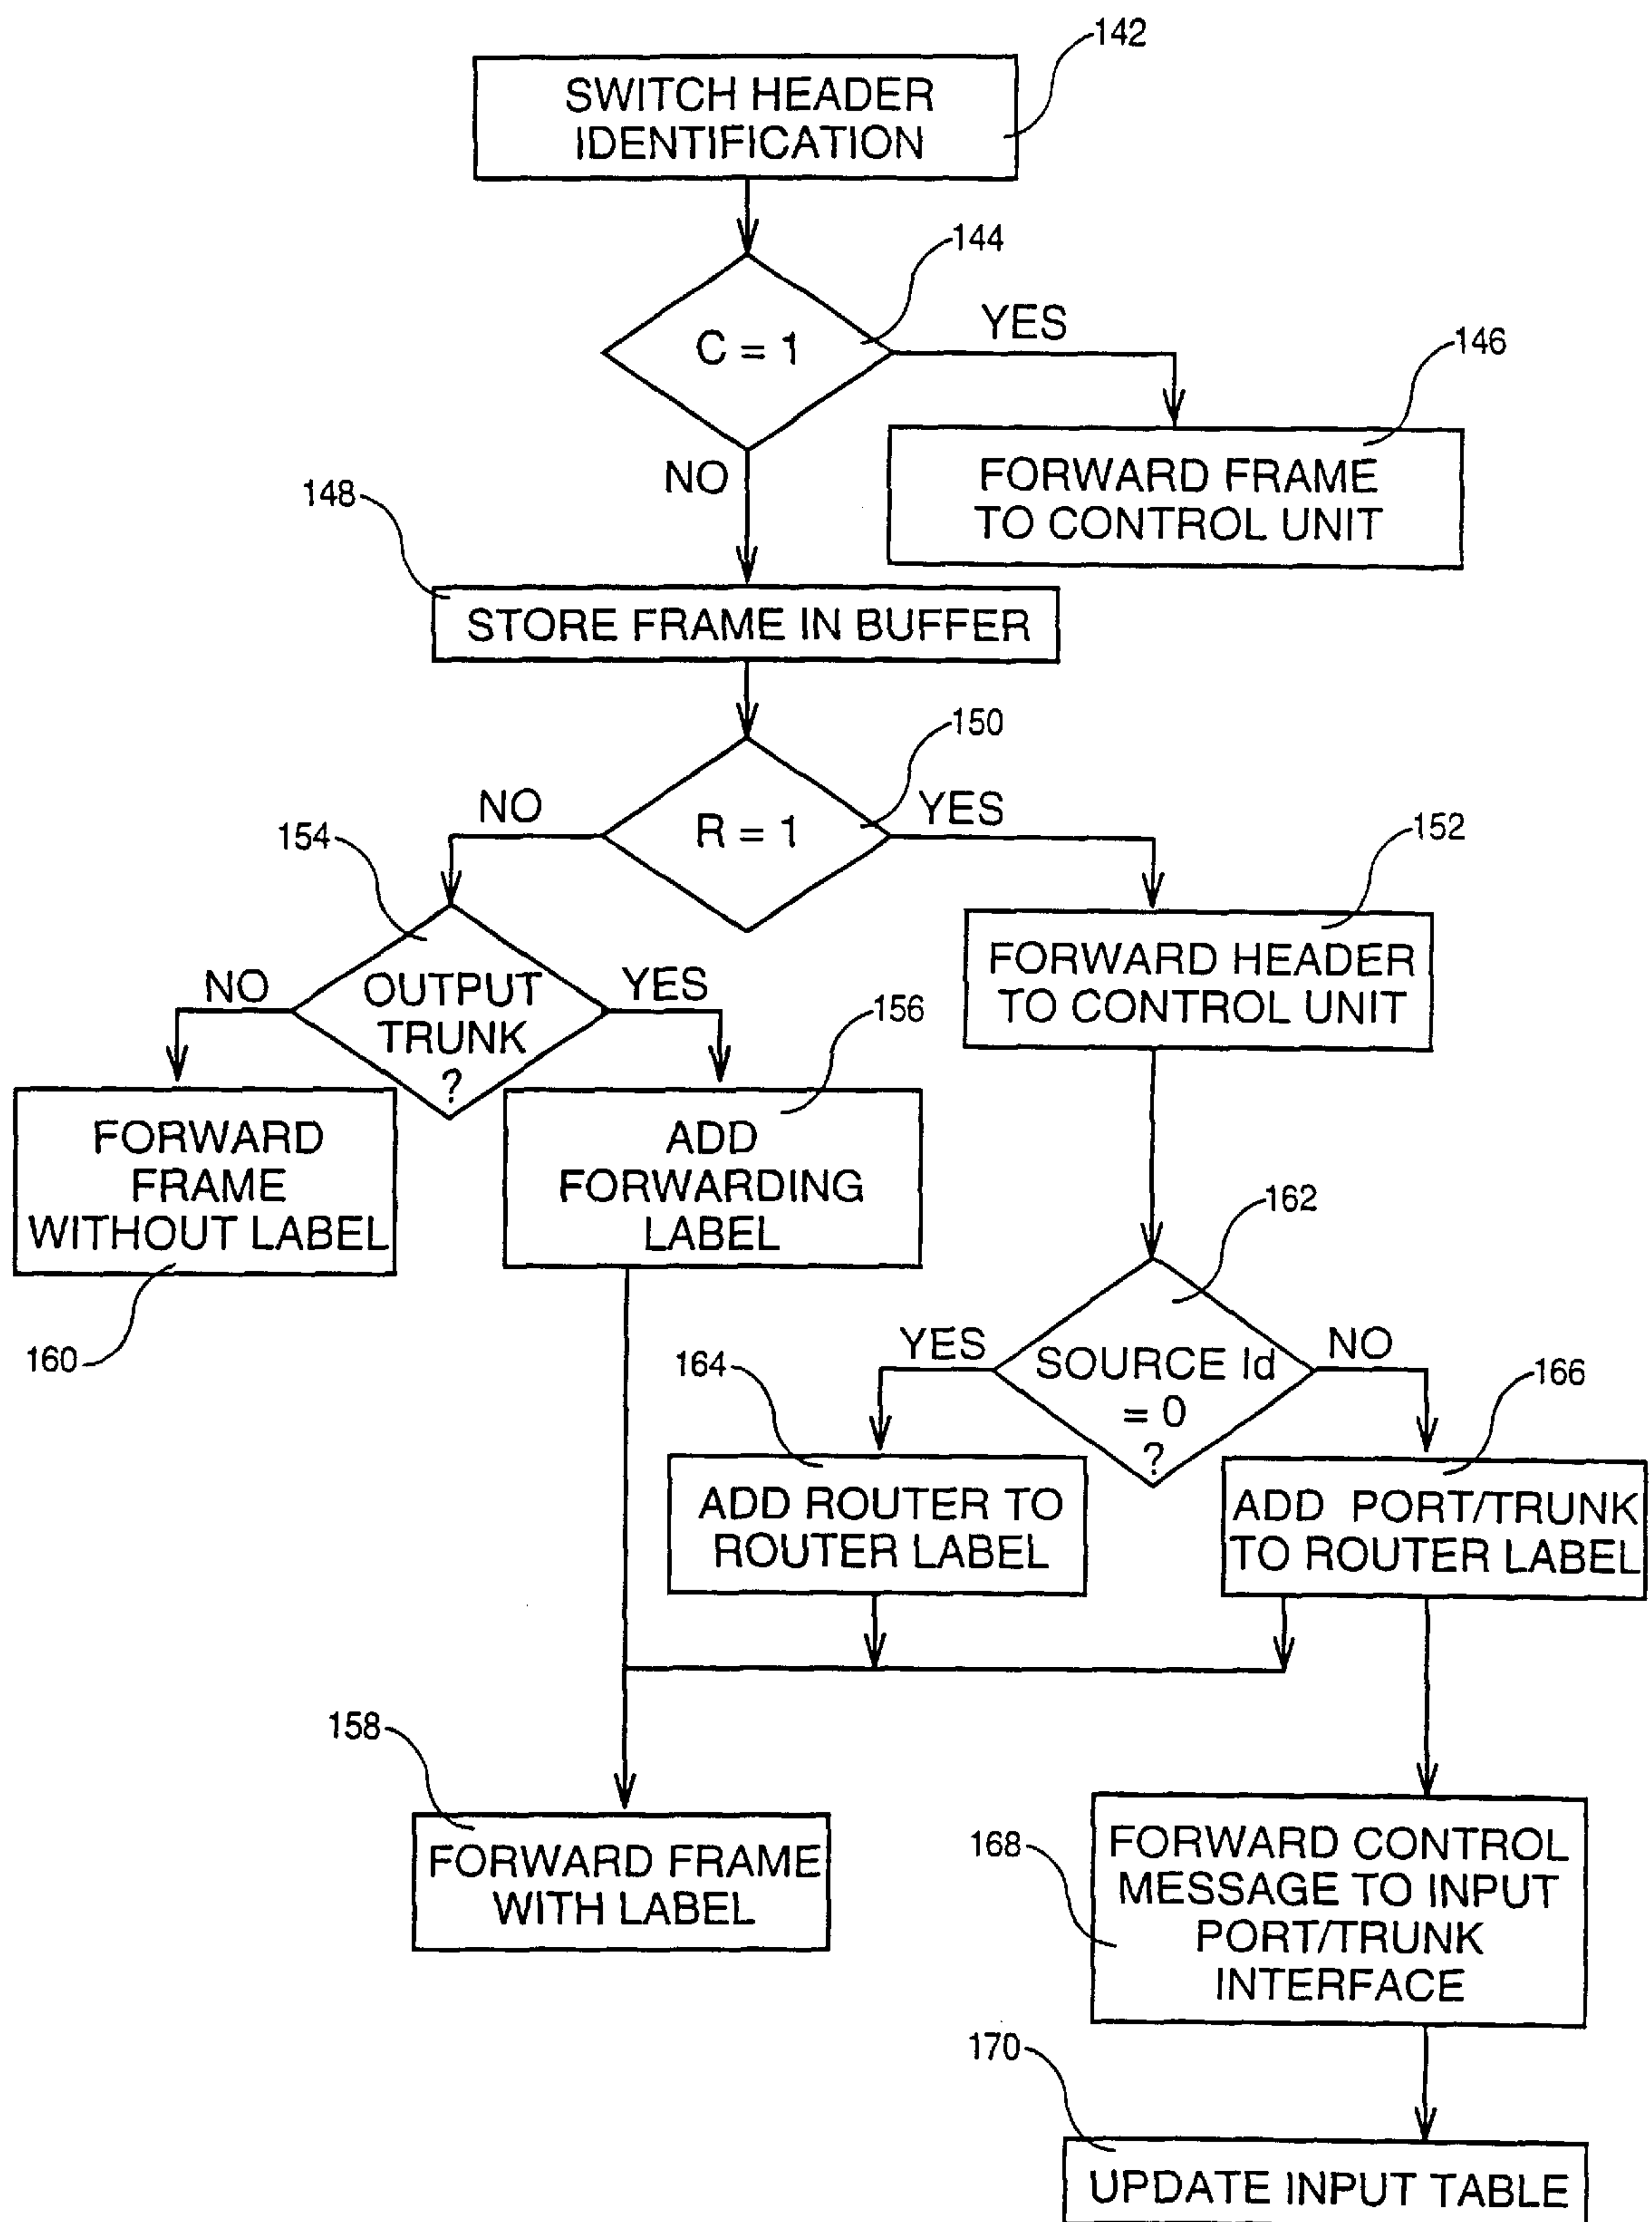 142
SWITCH HEADER
IDENTIFICATION
144
C = 1
YES
146
NO
FORWARD FRAME
TO CONTROL UNIT
148
STORE FRAME IN BUFFER
150
NO
R = 1
YES
154
152
NO
OUTPUT
TRUNK
?
YES
156
FORWARD HEADER
TO CONTROL UNIT
FORWARD
FRAME
WITHOUT LABEL
ADD
FORWARDING
LABEL
162
160
164
YES
SOURCE Id
= 0
?
NO
166
ADD ROUTER TO
ROUTER LABEL
ADD PORT/TRUNK
TO ROUTER LABEL
158
FORWARD FRAME
WITH LABEL
168
FORWARD CONTROL
MESSAGE TO INPUT
PORT/TRUNK
INTERFACE
170
UPDATE INPUT TABLE